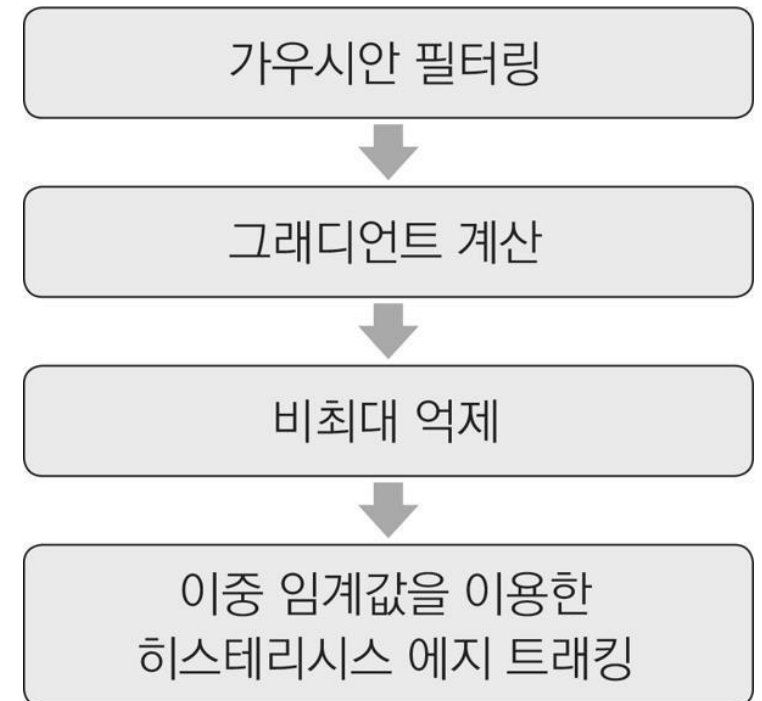 가우시안 필터링
그래디언트 계산
비최대 억제
이중 임계값을 이용한
히스테리시스 에지 트래킹